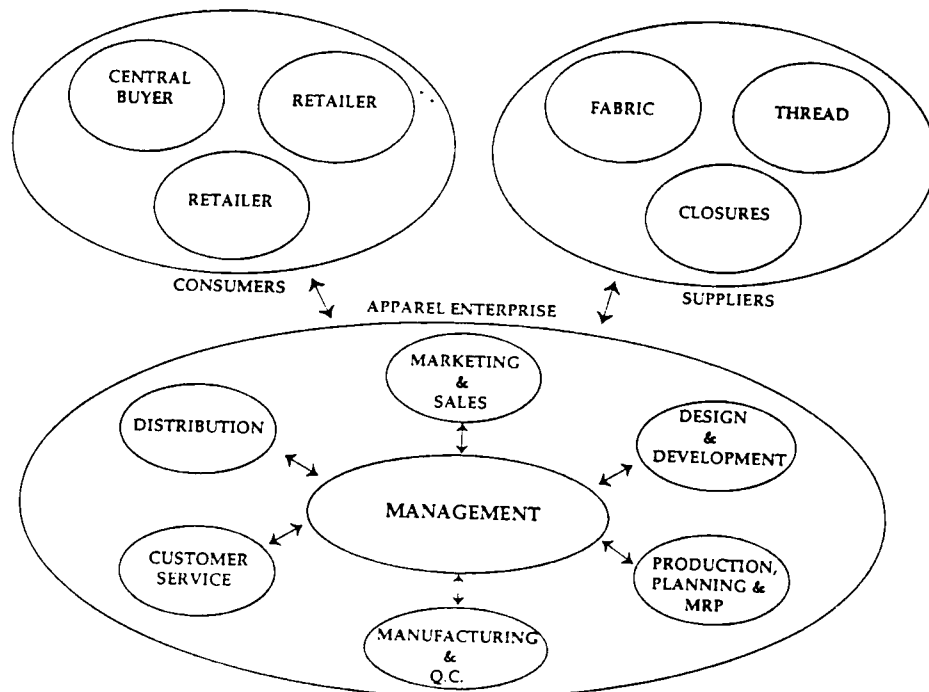 CENTRAL
BUYER
RETAILER
RETAILER
CONSUMERS
FABRIC
THREAD
CLOSURES
SUPPLIERS
APPAREL ENTERPRISE
MARKETING
&
SALES
DISTRIBUTION
DESIGN
&
DEVELOPMENT
MANAGEMENT
CUSTOMER
SERVICE
PRODUCTION,
PLANNING &
MRP
MANUFACTURING
&
Q.C.